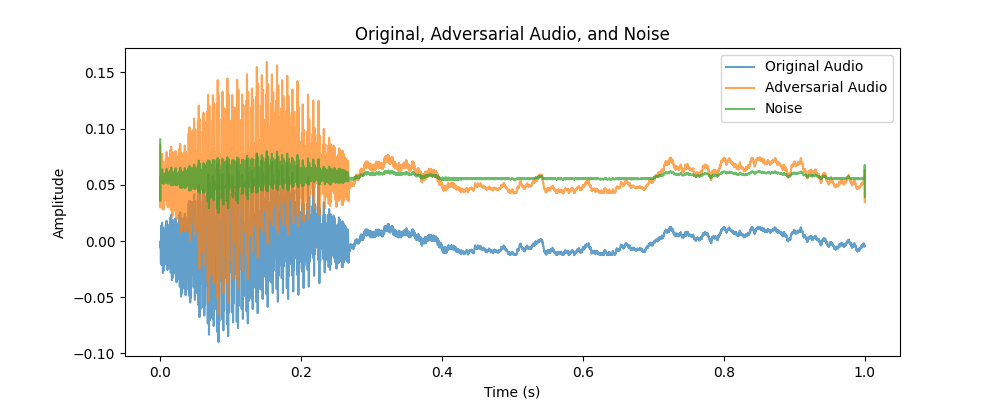 Original, Adversarial Audio, and Noise
Original Audio
Adversarial Audio
Noise
Amplitude
0.15
0.10
0.05
0.00
−0.05
−0.10
0.0 0.2 0.4 0.6 0.8 1.0
Time (s)